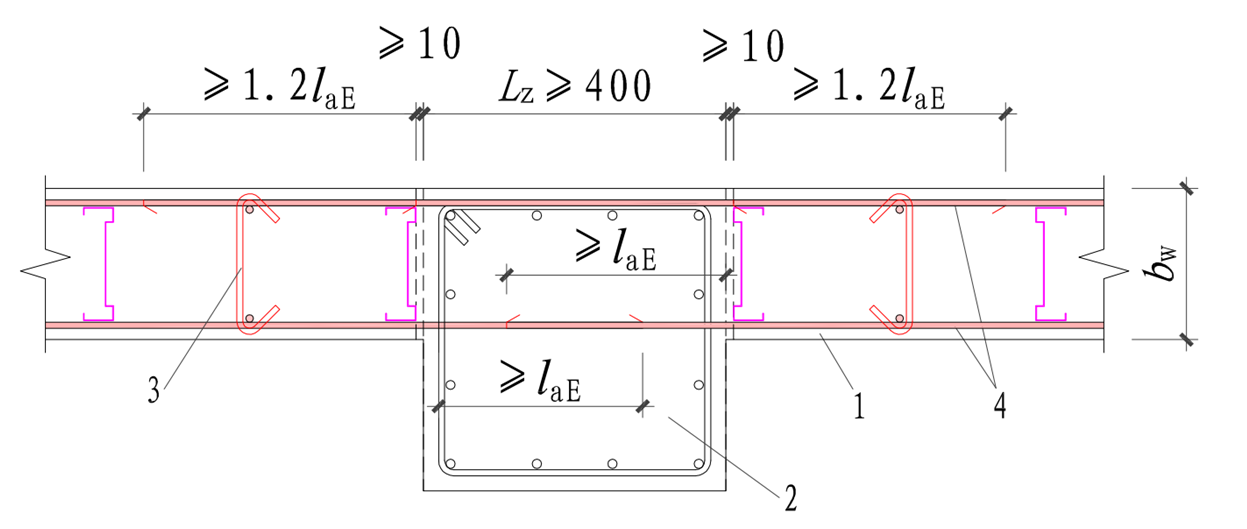 ≥10
≥10
≥1.2laE
Lz≥400
≥1.2laE
≥laE
bw
≥laE
3
1
4
2